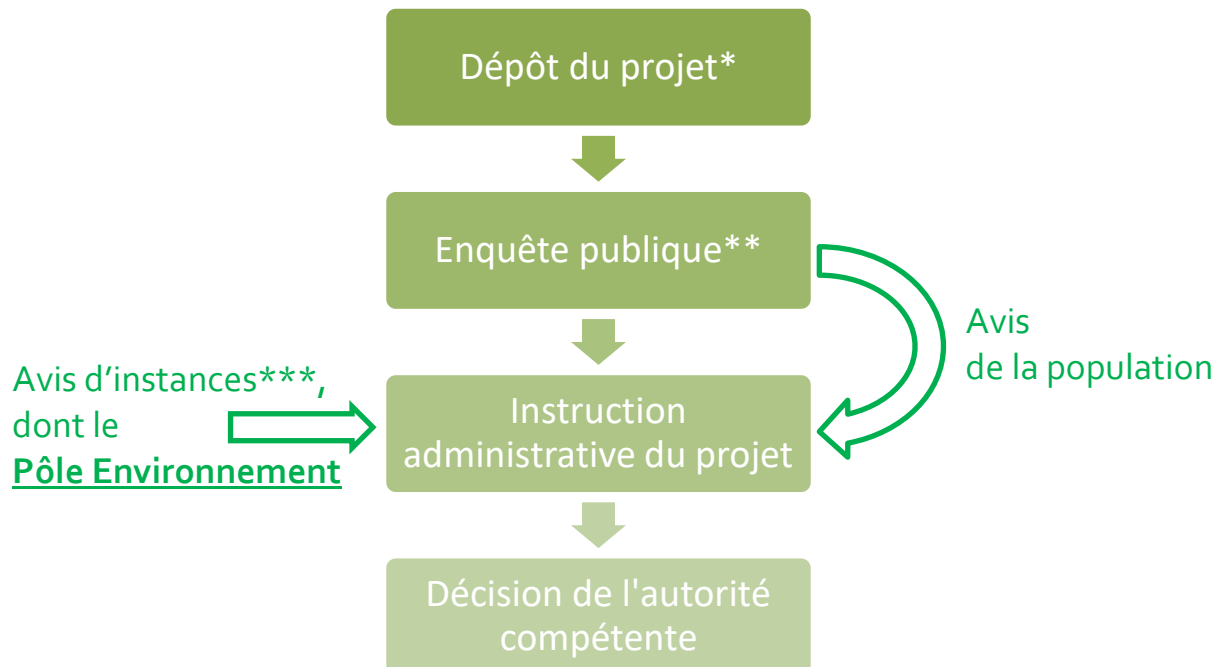 Dépôt du projet*
Enquête publique**
Avis
de la population
Avis d’instances***,
dont le
Pôle Environnement
Instruction
administrative du projet
Décision de l'autorité
compétente